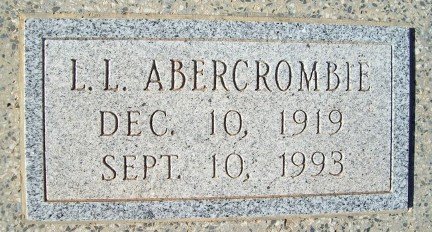 L. L. ABERCROMBIE
DEC. 10, 1919
SEPT. 10, 1993